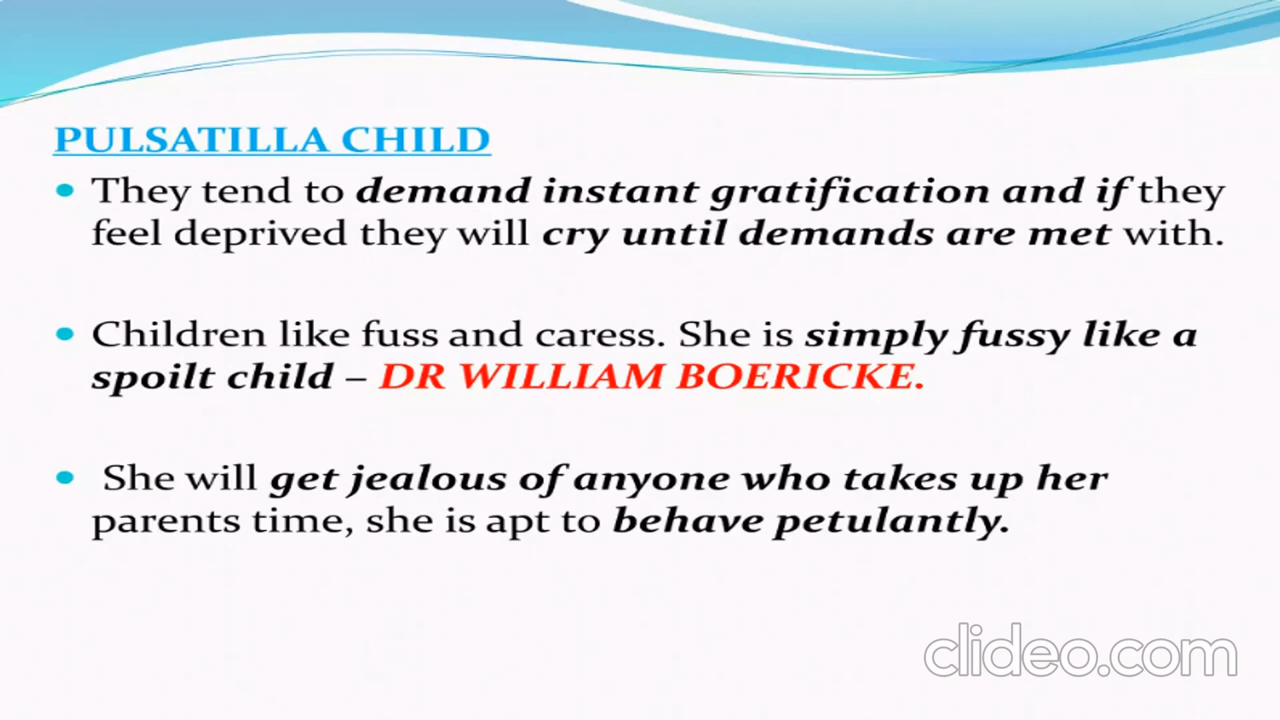 PULSATILLA CHILD
• They tend to demand instant gratification and if they
feel deprived they will cry until demands are met with.
• Children like fuss and caress. She is simply fussy like a
spoilt child – DR WILLIAM BOERICKE.
• She will get jealous of anyone who takes up her
parents time, she is apt to behave petulantly.
clideo.com